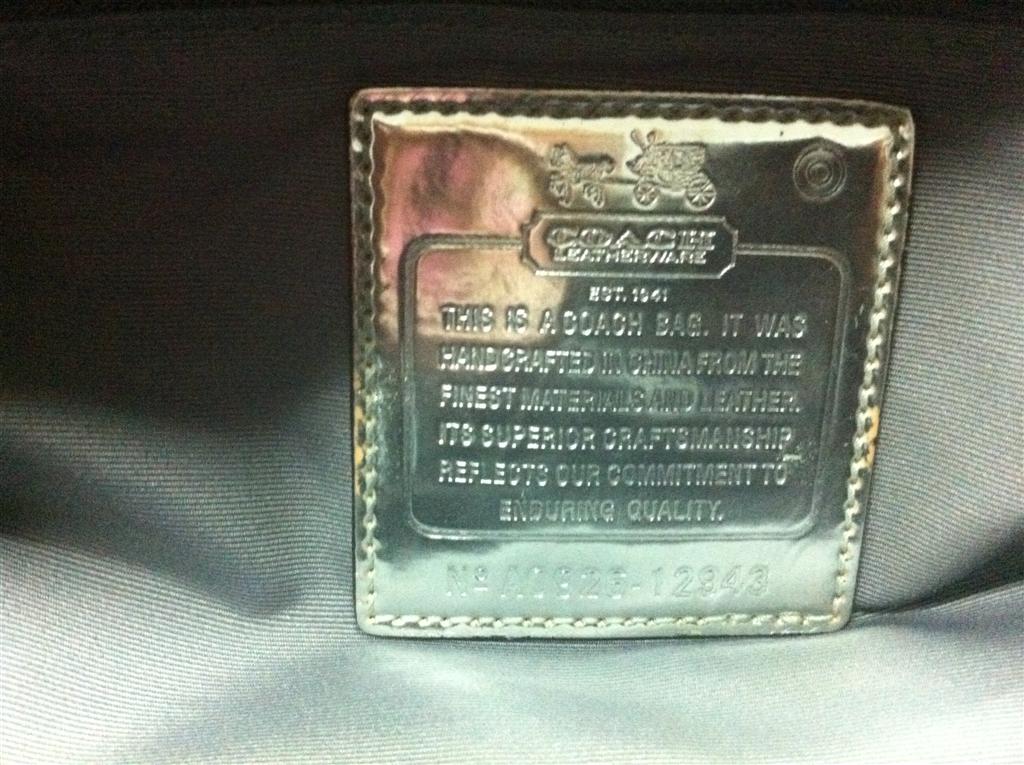 COACH
LEATHERWARE
EST. 1941
THIS IS A COACH BAG. IT WAS
HANDCRAFTED IN CHINA FROM THE
FINEST MATERIALS AND LEATHER.
ITS SUPERIOR CRAFTSMANSHIP
REFLECTS OUR COMMITMENT TO
ENDURING QUALITY.
Nº